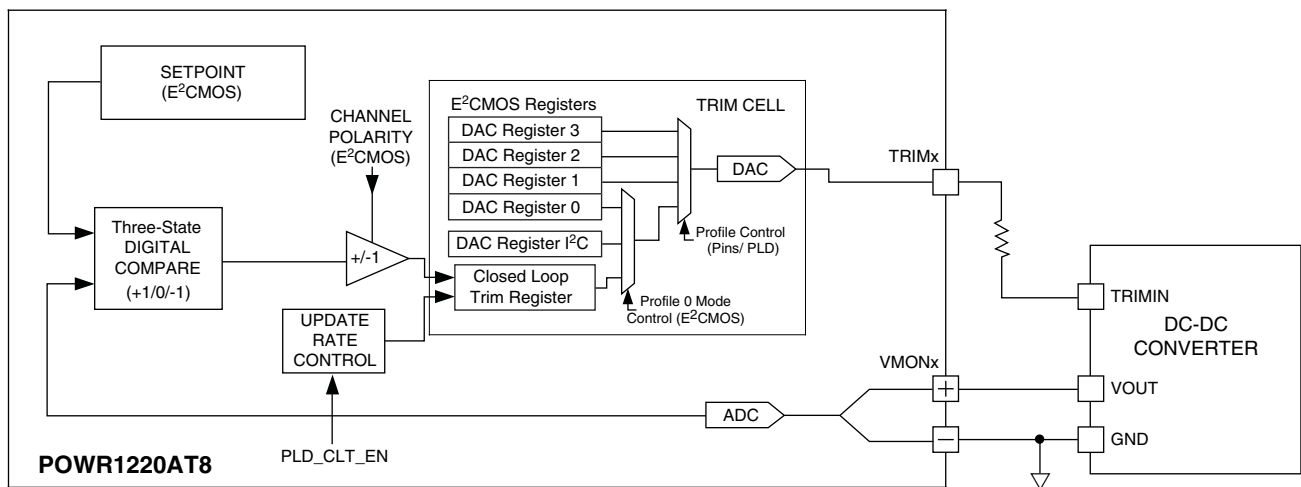 SETPOINT
(E²CMOS)
CHANNEL
POLARITY
(E²CMOS)
E²CMOS Registers
TRIM CELL
DAC Register 3
DAC Register 2
DAC Register 1
DAC Register 0
DAC Register I²C
Closed Loop
Trim Register
DAC
Profile Control
(Pins/ PLD)
Profile 0 Mode
Control (E²CMOS)
TRIMx
Three-State
DIGITAL
COMPARE
(+1/0/-1)
+/-1
UPDATE
RATE
CONTROL
PLD_CLT_EN
ADC
VMONx
+
–
TRIMIN
DC-DC
CONVERTER
VOUT
GND
POWR1220AT8